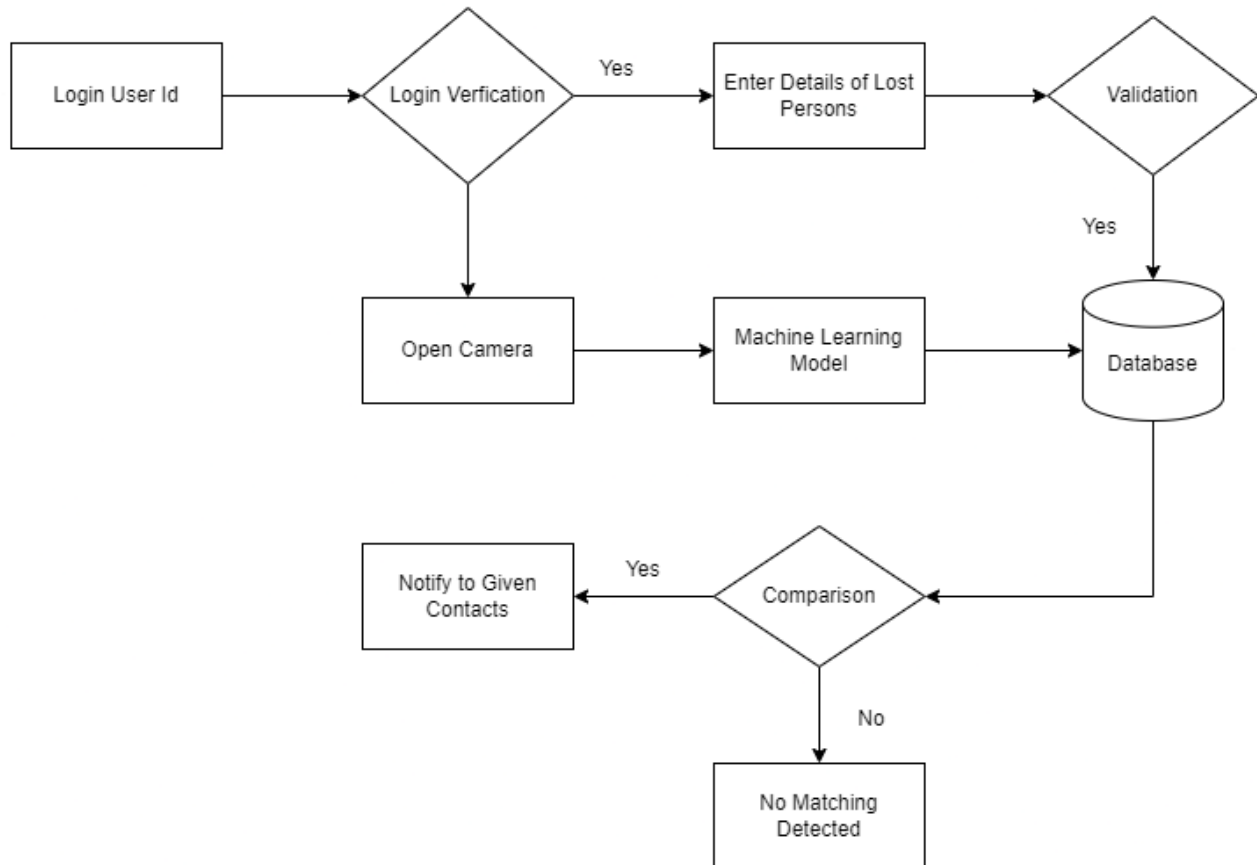 Login User Id
Login Verfication
Yes
Enter Details of Lost
Persons
Validation
Yes
Open Camera
Machine Learning
Model
Database
Notify to Given
Contacts
Yes
Comparison
No
No Matching
Detected